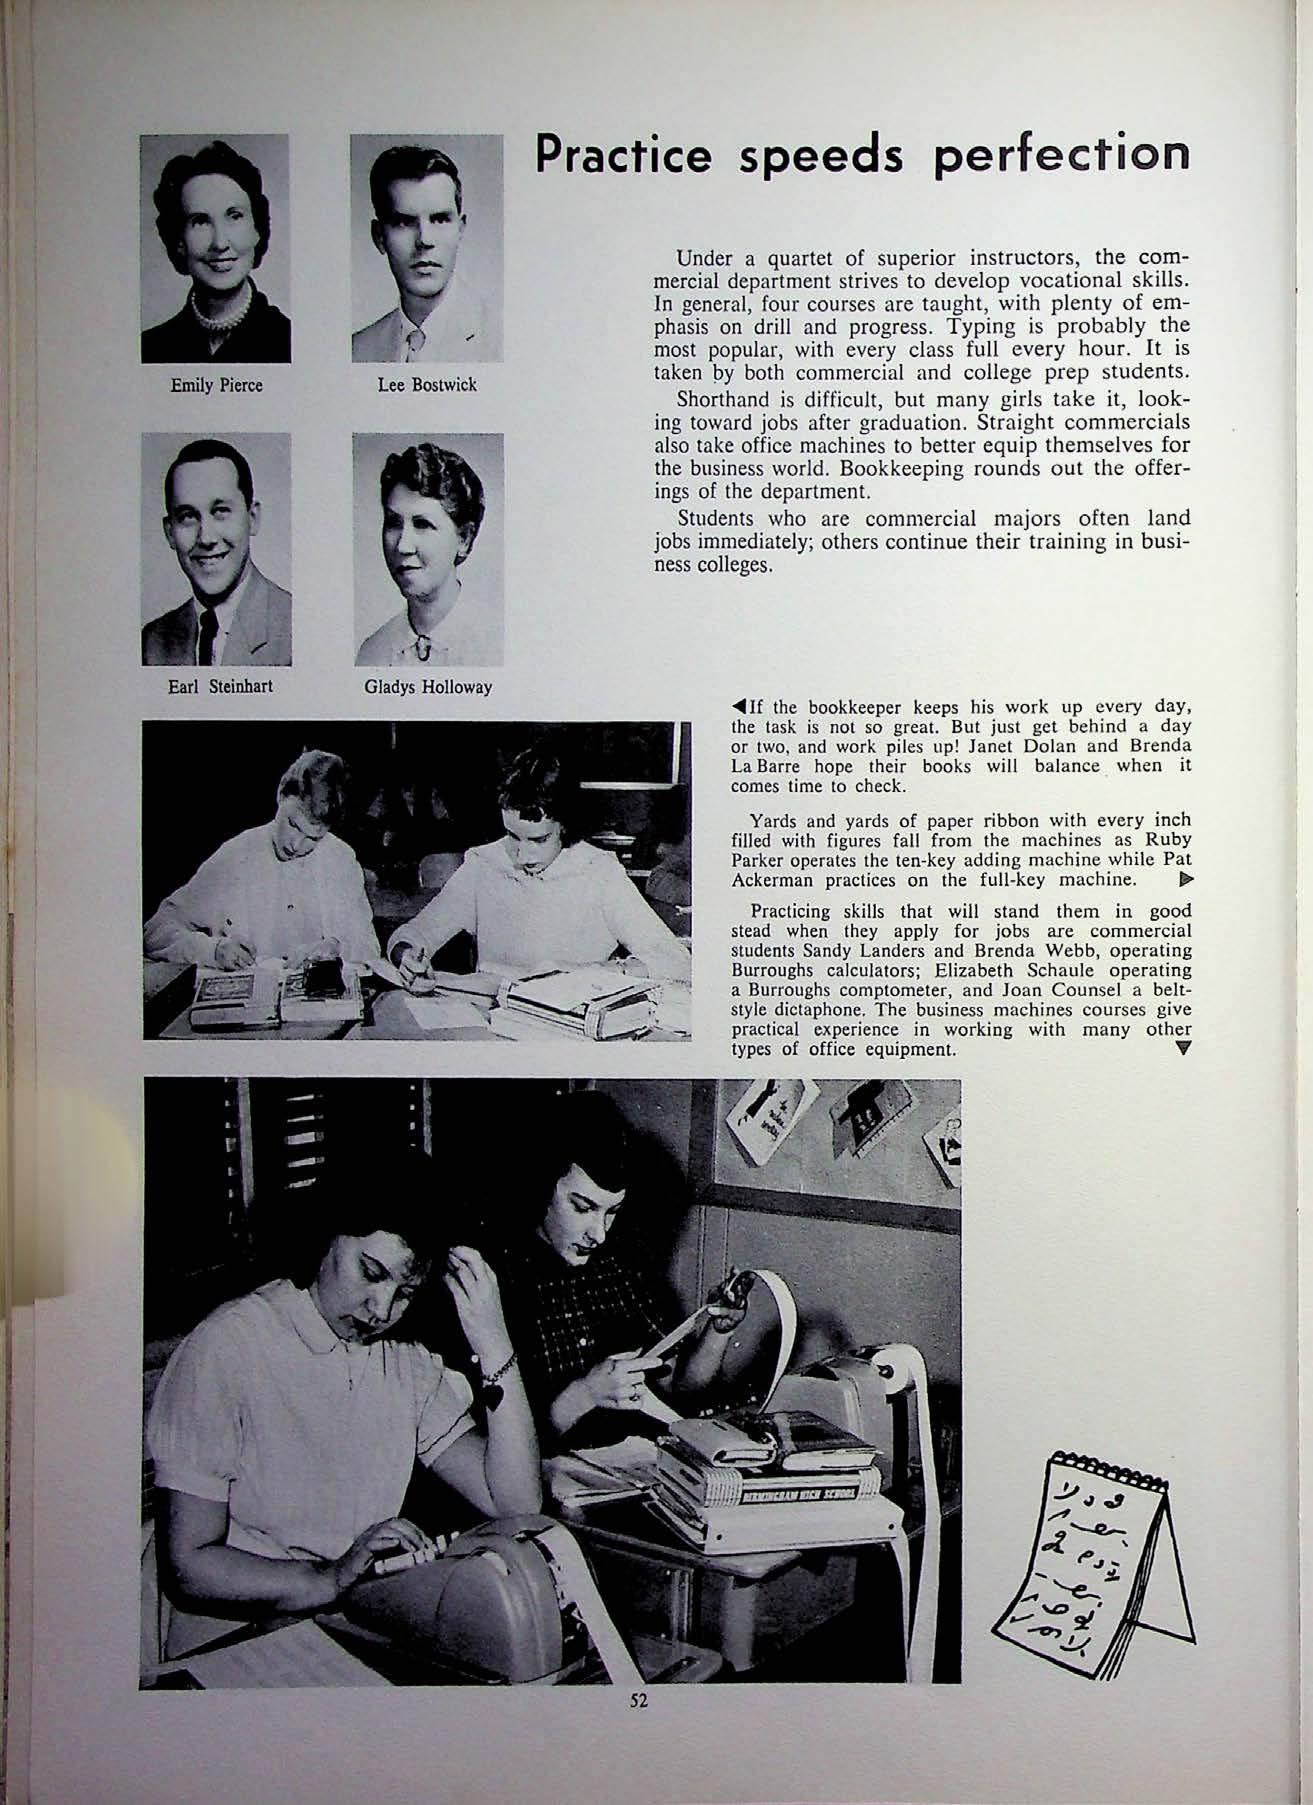 Practice speeds perfection
Emily Pierce
Lee Bostwick
Earl Steinhart
Gladys Holloway
Under a quartet of superior instructors, the com-
mercial department strives to develop vocational skills.
In general, four courses are taught, with plenty of em-
phasis on drill and progress. Typing is probably the
most popular, with every class full every hour. It is
taken by both commercial and college prep students.
Shorthand is difficult, but many girls take it, look-
ing toward jobs after graduation. Straight commercials
also take office machines to better equip themselves for
the business world. Bookkeeping rounds out the offer-
ings of the department.
Students who are commercial majors often land
jobs immediately; others continue their training in busi-
ness colleges.
◀If the bookkeeper keeps his work up every day,
the task is not so great. But just get behind a day
or two, and work piles up! Janet Dolan and Brenda
La Barre hope their books will balance when it
comes time to check.
Yards and yards of paper ribbon with every inch
filled with figures fall from the machines as Ruby
Parker operates the ten-key adding machine while Pat
Ackerman practices on the full-key machine. ▶
Practicing skills that will stand them in good
stead when they apply for jobs are commercial
students Sandy Landers and Brenda Webb, operating
Burroughs calculators; Elizabeth Schaule operating
a Burroughs comptometer, and Joan Counsel a belt-
style dictaphone. The business machines courses give
practical experience in working with many other
types of office equipment. ▼
BIRMINGHAM HIGH SCHOOL
52